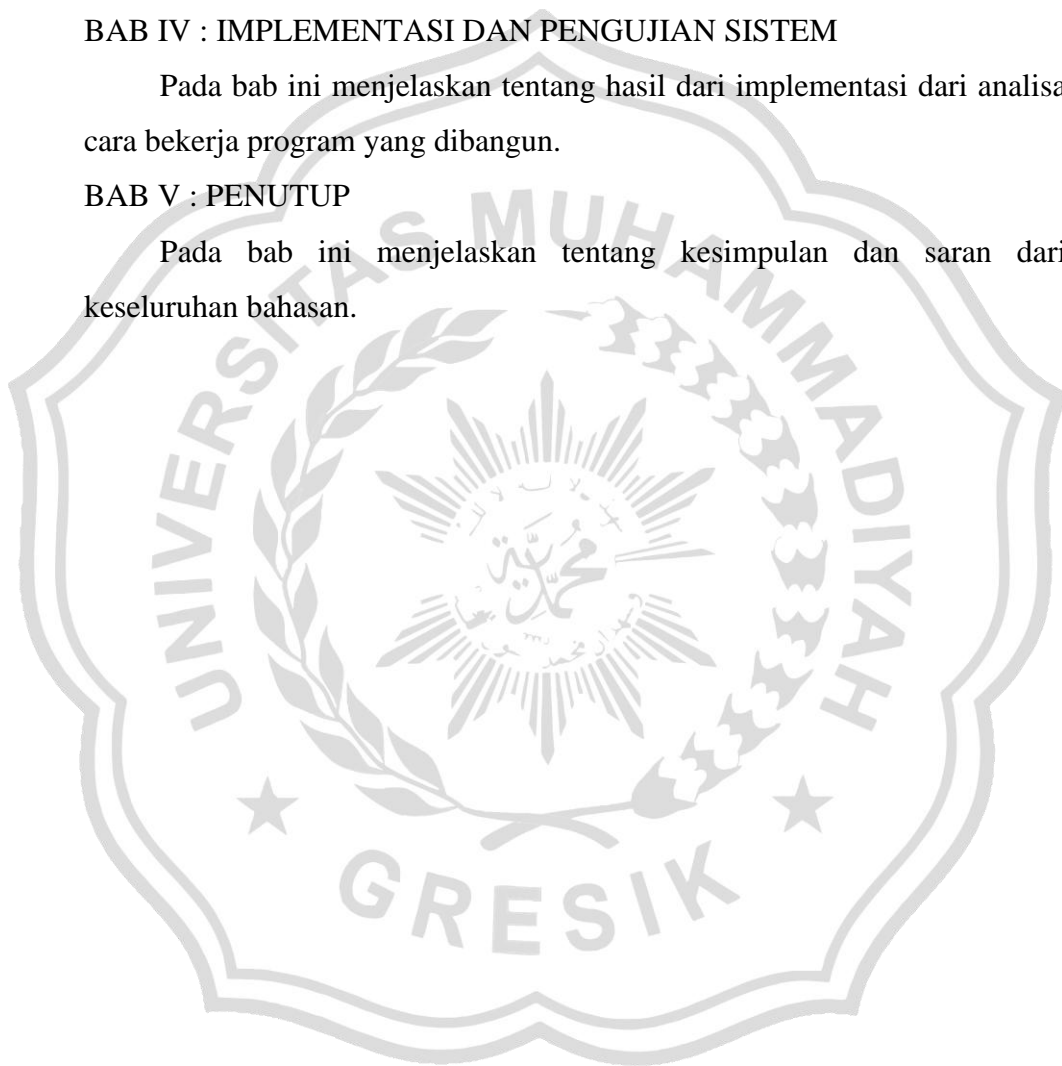 BAB IV : IMPLEMENTASI DAN PENGUJIAN SISTEM
Pada bab ini menjelaskan tentang hasil dari implementasi dari analisa
cara bekerja program yang dibangun.
BAB V : PENUTUP
Pada bab ini menjelaskan tentang kesimpulan dan saran dari
keseluruhan bahasan.
UNIVERSITAS MUHAMMADIYAH
GRESIK